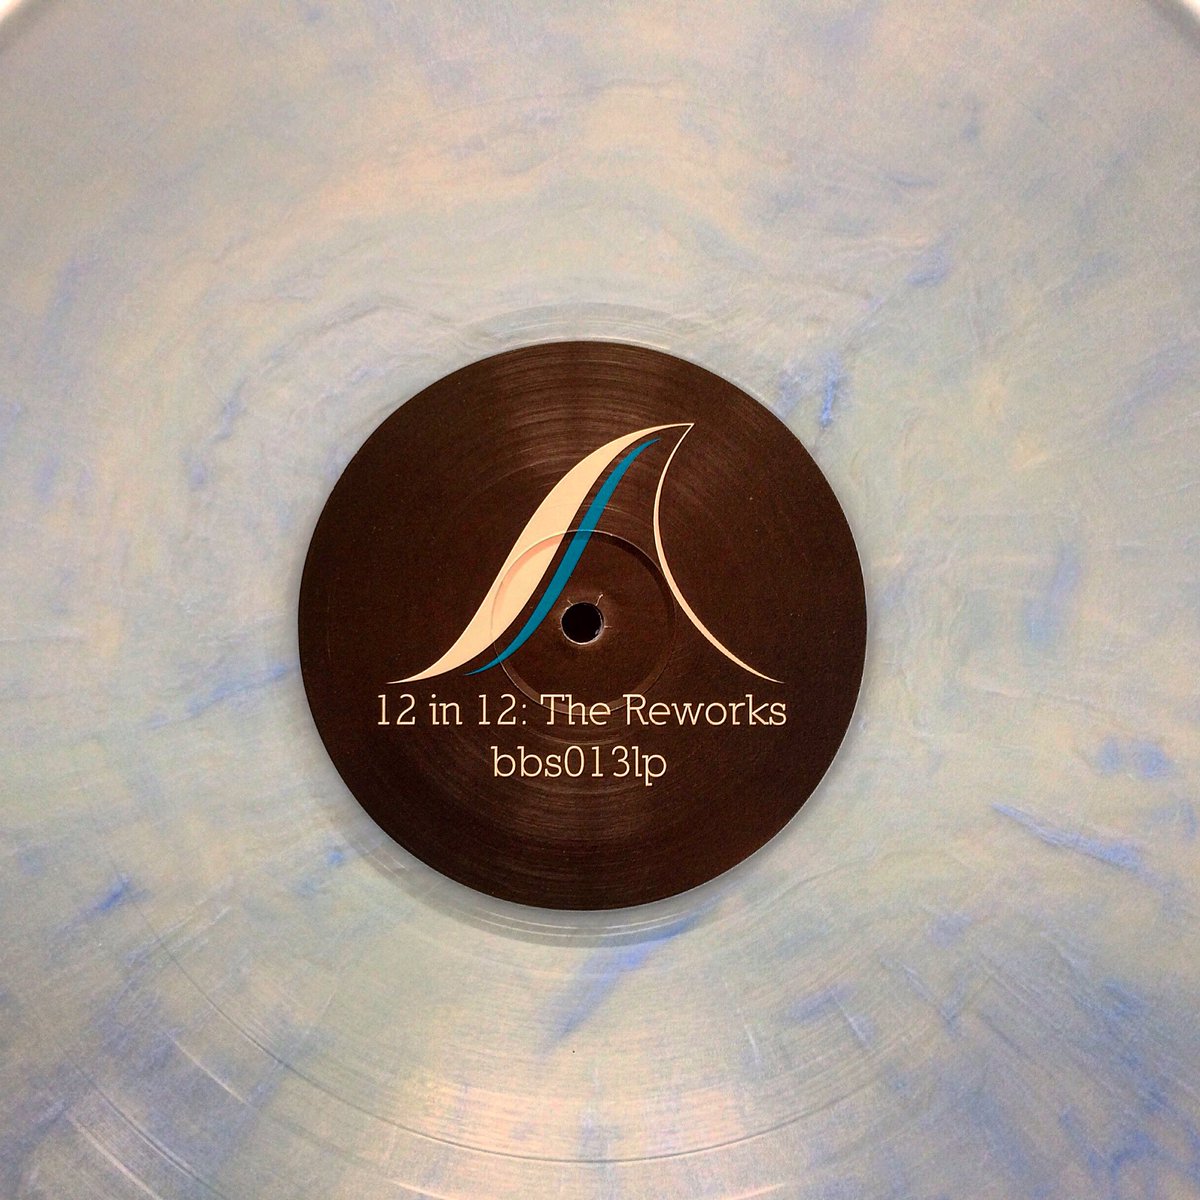 12 in 12: The Reworks
bbs013lp